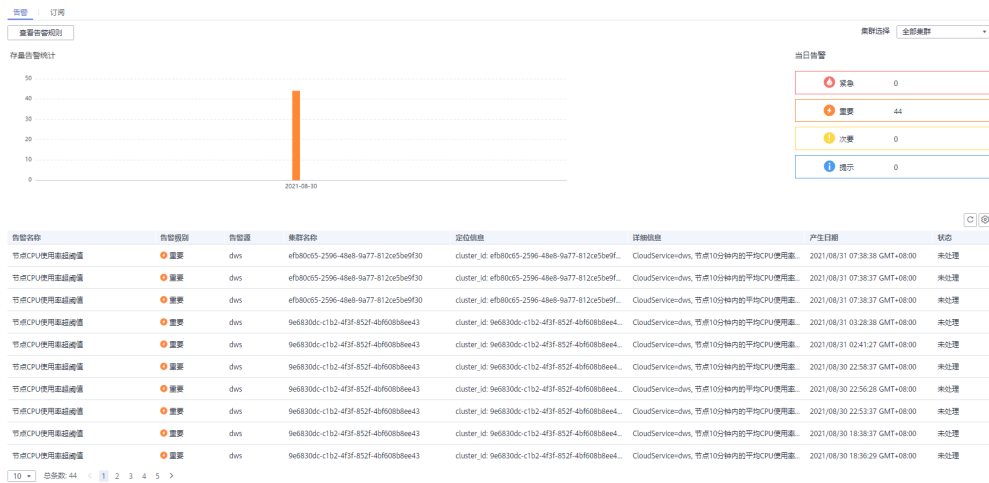 告警 订阅
查看告警规则 集群选择 全部集群
存量告警统计 当日告警
50
40
30
20
10
0
2021-08-30
紧急 0
重要 44
次要 0
提示 0
告警名称 告警级别 告警源 集群名称 定位信息 详细信息 产生日期 状态
节点CPU使用率超阈值 重要 dws efb80c65-2596-48e8-9a77-812ce5be9f30 cluster_id: efb80c65-2596-48e8-9a77-812ce5be9f... CloudService=dws, 节点10分钟内的平均CPU使用率... 2021/08/31 07:38:38 GMT+08:00 未处理
节点CPU使用率超阈值 重要 dws efb80c65-2596-48e8-9a77-812ce5be9f30 cluster_id: efb80c65-2596-48e8-9a77-812ce5be9f... CloudService=dws, 节点10分钟内的平均CPU使用率... 2021/08/31 07:38:37 GMT+08:00 未处理
节点CPU使用率超阈值 重要 dws efb80c65-2596-48e8-9a77-812ce5be9f30 cluster_id: efb80c65-2596-48e8-9a77-812ce5be9f... CloudService=dws, 节点10分钟内的平均CPU使用率... 2021/08/31 07:38:37 GMT+08:00 未处理
节点CPU使用率超阈值 重要 dws 9e6830dc-c1b2-4f3f-852f-4bf608b8ee43 cluster_id: 9e6830dc-c1b2-4f3f-852f-4bf608b8ee4... CloudService=dws, 节点10分钟内的平均CPU使用率... 2021/08/31 03:28:38 GMT+08:00 未处理
节点CPU使用率超阈值 重要 dws 9e6830dc-c1b2-4f3f-852f-4bf608b8ee43 cluster_id: 9e6830dc-c1b2-4f3f-852f-4bf608b8ee4... CloudService=dws, 节点10分钟内的平均CPU使用率... 2021/08/31 02:41:27 GMT+08:00 未处理
节点CPU使用率超阈值 重要 dws 9e6830dc-c1b2-4f3f-852f-4bf608b8ee43 cluster_id: 9e6830dc-c1b2-4f3f-852f-4bf608b8ee4... CloudService=dws, 节点10分钟内的平均CPU使用率... 2021/08/30 22:58:37 GMT+08:00 未处理
节点CPU使用率超阈值 重要 dws 9e6830dc-c1b2-4f3f-852f-4bf608b8ee43 cluster_id: 9e6830dc-c1b2-4f3f-852f-4bf608b8ee4... CloudService=dws, 节点10分钟内的平均CPU使用率... 2021/08/30 22:56:28 GMT+08:00 未处理
节点CPU使用率超阈值 重要 dws 9e6830dc-c1b2-4f3f-852f-4bf608b8ee43 cluster_id: 9e6830dc-c1b2-4f3f-852f-4bf608b8ee4... CloudService=dws, 节点10分钟内的平均CPU使用率... 2021/08/30 22:53:37 GMT+08:00 未处理
节点CPU使用率超阈值 重要 dws 9e6830dc-c1b2-4f3f-852f-4bf608b8ee43 cluster_id: 9e6830dc-c1b2-4f3f-852f-4bf608b8ee4... CloudService=dws, 节点10分钟内的平均CPU使用率... 2021/08/30 18:38:37 GMT+08:00 未处理
节点CPU使用率超阈值 重要 dws 9e6830dc-c1b2-4f3f-852f-4bf608b8ee43 cluster_id: 9e6830dc-c1b2-4f3f-852f-4bf608b8ee4... CloudService=dws, 节点10分钟内的平均CPU使用率... 2021/08/30 18:36:29 GMT+08:00 未处理
10 总条数: 44 < 1 2 3 4 5 >